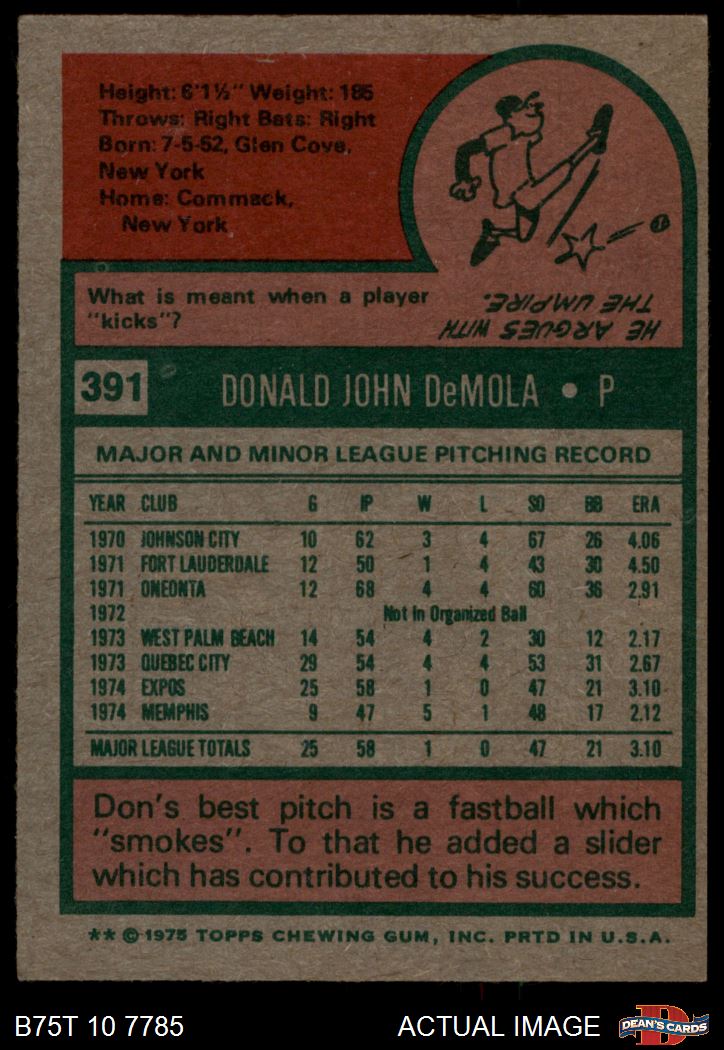 Height: 6'1½" Weight: 185
Throws: Right Bats: Right
Born: 7-5-52, Glen Cove,
New York
Home: Commack,
New York
What is meant when a player
"kicks"?
HE ARGUES WITH
THE UMPIRE.
391 DONALD JOHN DeMOLA • P
MAJOR AND MINOR LEAGUE PITCHING RECORD
YEAR CLUB G IP W L SO BB ERA
1970 JOHNSON CITY 10 62 3 4 67 26 4.06
1971 FORT LAUDERDALE 12 50 1 4 43 30 4.50
1971 ONEONTA 12 68 4 4 60 36 2.91
1972 Not In Organized Ball
1973 WEST PALM BEACH 14 54 4 2 30 12 2.17
1973 QUEBEC CITY 29 54 4 4 53 31 2.67
1974 EXPOS 25 58 1 0 47 21 3.10
1974 MEMPHIS 9 47 5 1 48 17 2.12
MAJOR LEAGUE TOTALS 25 58 1 0 47 21 3.10
Don's best pitch is a fastball which
"smokes". To that he added a slider
which has contributed to his success.
** © 1975 TOPPS CHEWING GUM, INC. PRTD IN U.S.A.
B75T 10 7785 ACTUAL IMAGE
D
DEAN'S CARDS